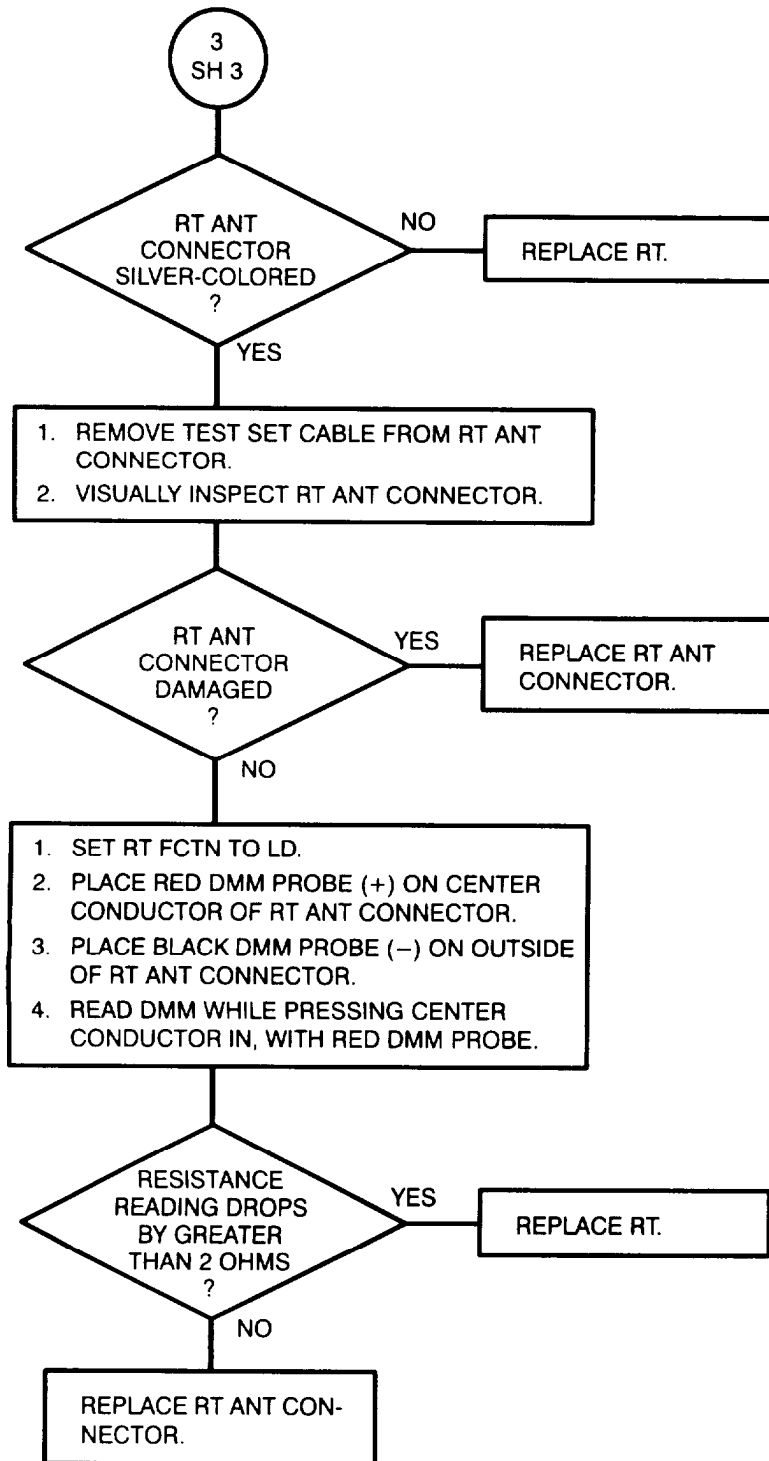 3
SH 3
RT ANT
CONNECTOR
SILVER-COLORED
?
NO
REPLACE RT.
YES
1. REMOVE TEST SET CABLE FROM RT ANT
CONNECTOR.
2. VISUALLY INSPECT RT ANT CONNECTOR.
RT ANT
CONNECTOR
DAMAGED
?
YES
REPLACE RT ANT
CONNECTOR.
NO
1. SET RT FCTN TO LD.
2. PLACE RED DMM PROBE (+) ON CENTER
CONDUCTOR OF RT ANT CONNECTOR.
3. PLACE BLACK DMM PROBE (−) ON OUTSIDE
OF RT ANT CONNECTOR.
4. READ DMM WHILE PRESSING CENTER
CONDUCTOR IN, WITH RED DMM PROBE.
RESISTANCE
READING DROPS
BY GREATER
THAN 2 OHMS
?
YES
REPLACE RT.
NO
REPLACE RT ANT CON-
NECTOR.